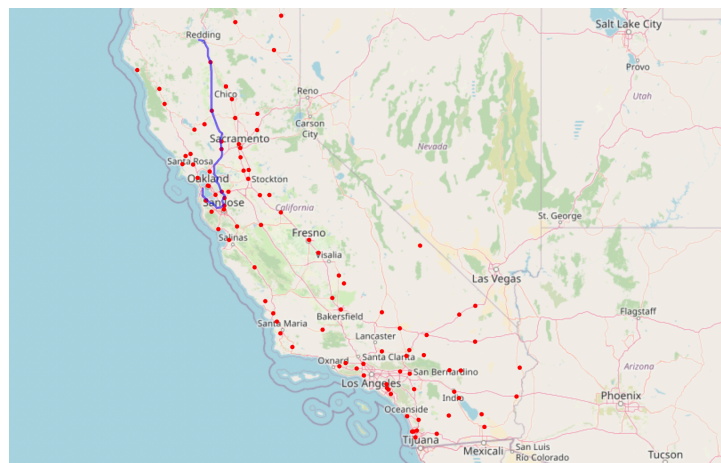 Redding
Salt Lake City
Provo
Utah
Chico
Reno
Carson
City
Nevada
Sacramento
Santa Rosa
Oakland
Stockton
San Jose
California
St. George
Salinas
Fresno
Visalia
Las Vegas
Bakersfield
Santa Maria
Flagstaff
Lancaster
Oxnard
Santa Clarita
Arizona
Los Angeles
San Bernardino
Indio
Phoenix
Oceanside
Tijuana
Mexicali
San Luis
Río Colorado
Tucson